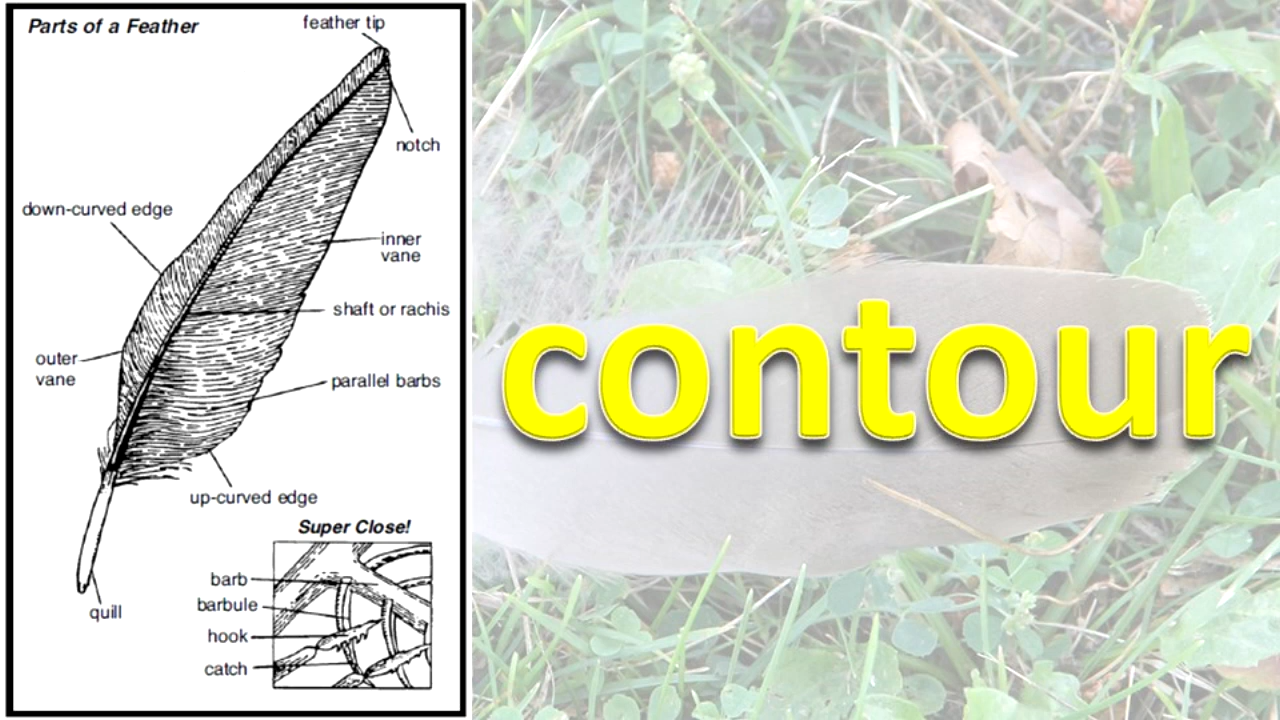 Parts of a Feather
feather tip
notch
down-curved edge
inner
vane
shaft or rachis
outer
vane
parallel barbs
up-curved edge
Super Close!
barb
barbule
hook
catch
quill
contour